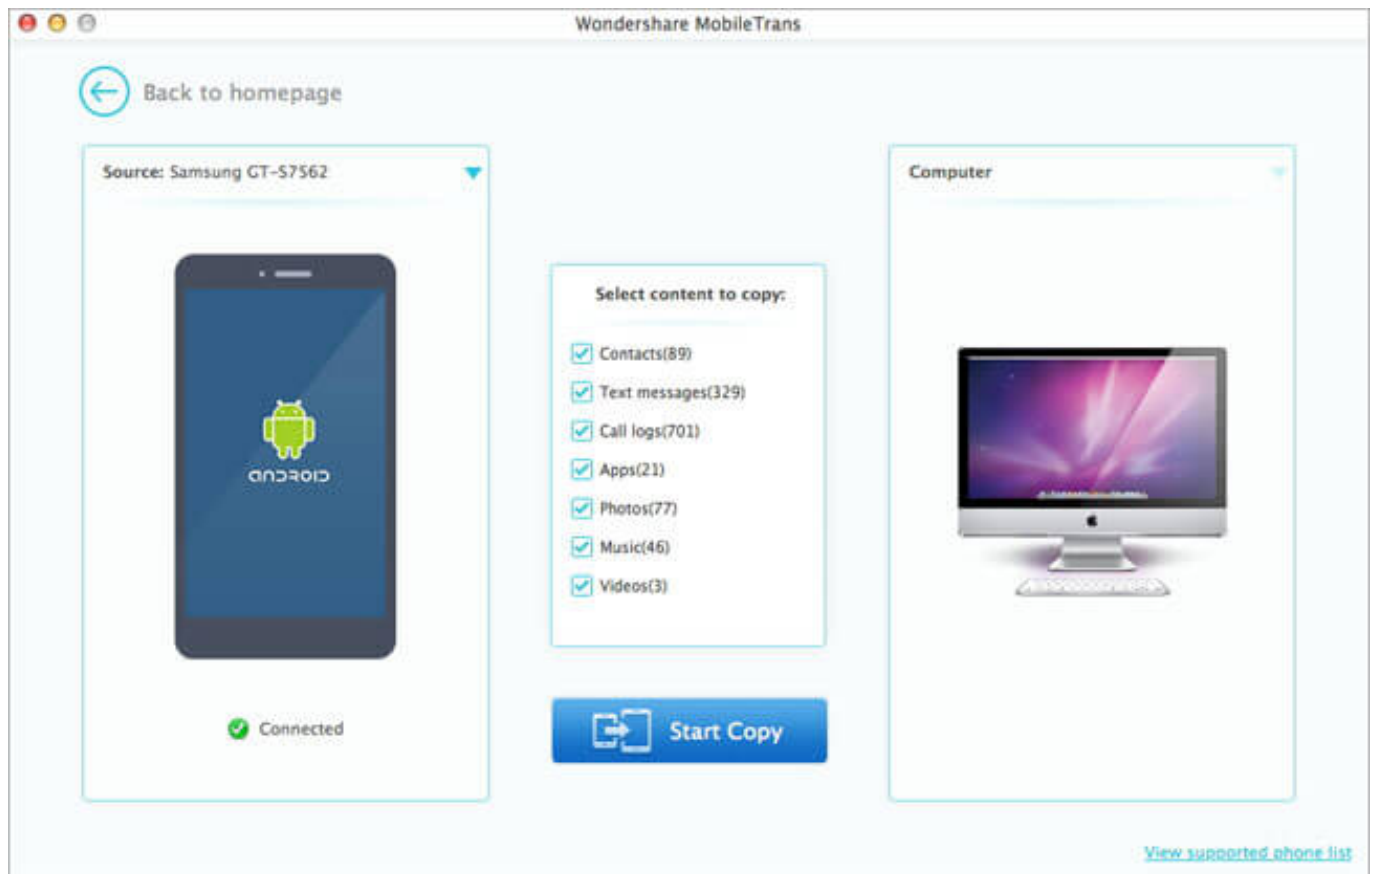 Wondershare MobileTrans
Back to homepage
Source: Samsung GT-S7562
Computer
Select content to copy:
Contacts(89)
Text messages(329)
Call logs(701)
Apps(21)
Photos(77)
Music(46)
Videos(3)
ANDROID
Connected
Start Copy
View supported phone list